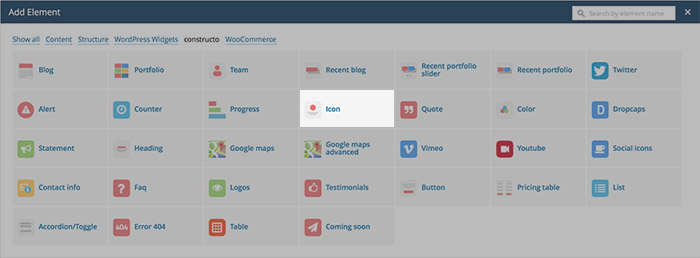 Add Element
Search by element name
Show all Content Structure WordPress Widgets constructo WooCommerce
Blog Portfolio Team Recent blog Recent portfolio slider Recent portfolio Twitter
Alert Counter Progress Icon Quote Color D Dropcaps
Statement Heading Google maps Google maps advanced V Vimeo Youtube Social icons
Contact info ? Faq Logos Testimonials Button Pricing table List
Accordion/Toggle 404 Error 404 Table Coming soon